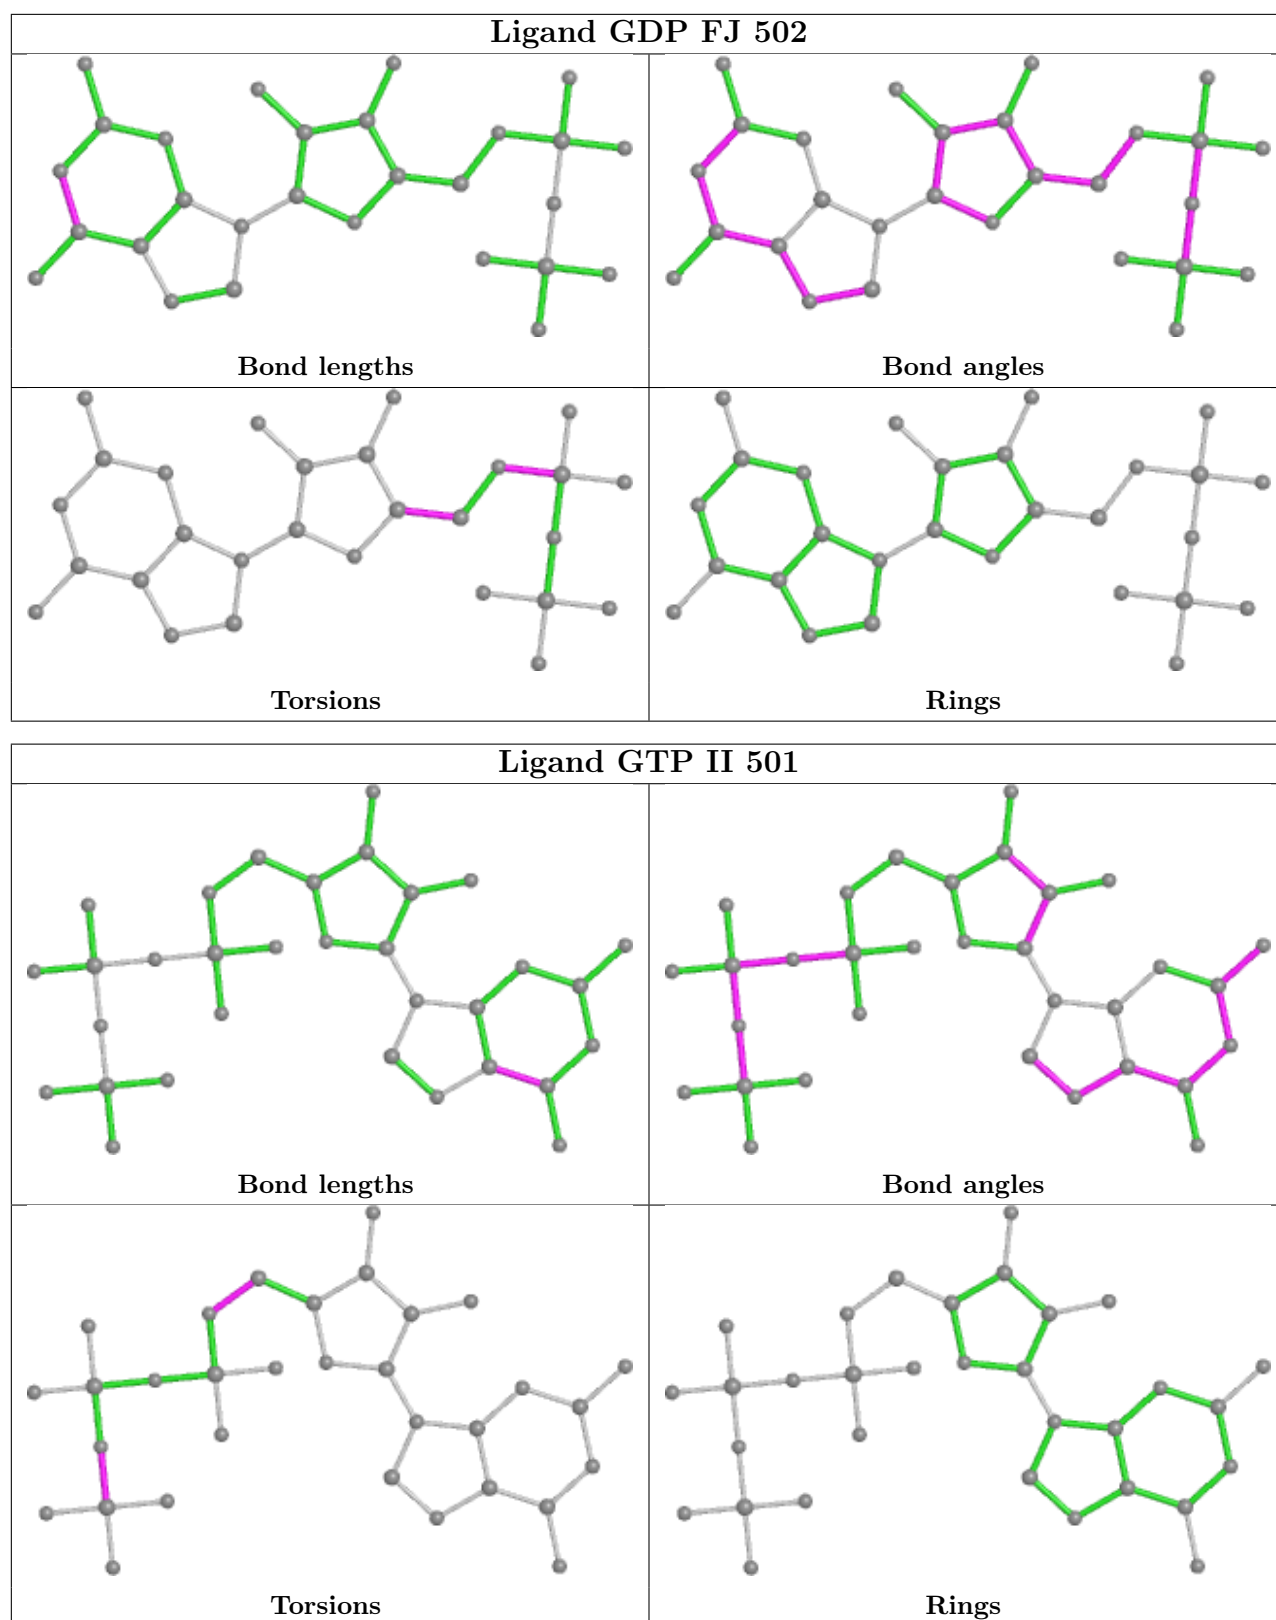 Ligand GDP FJ 502
Bond lengths
Bond angles
Torsions
Rings
Ligand GTP II 501
Bond lengths
Bond angles
Torsions
Rings